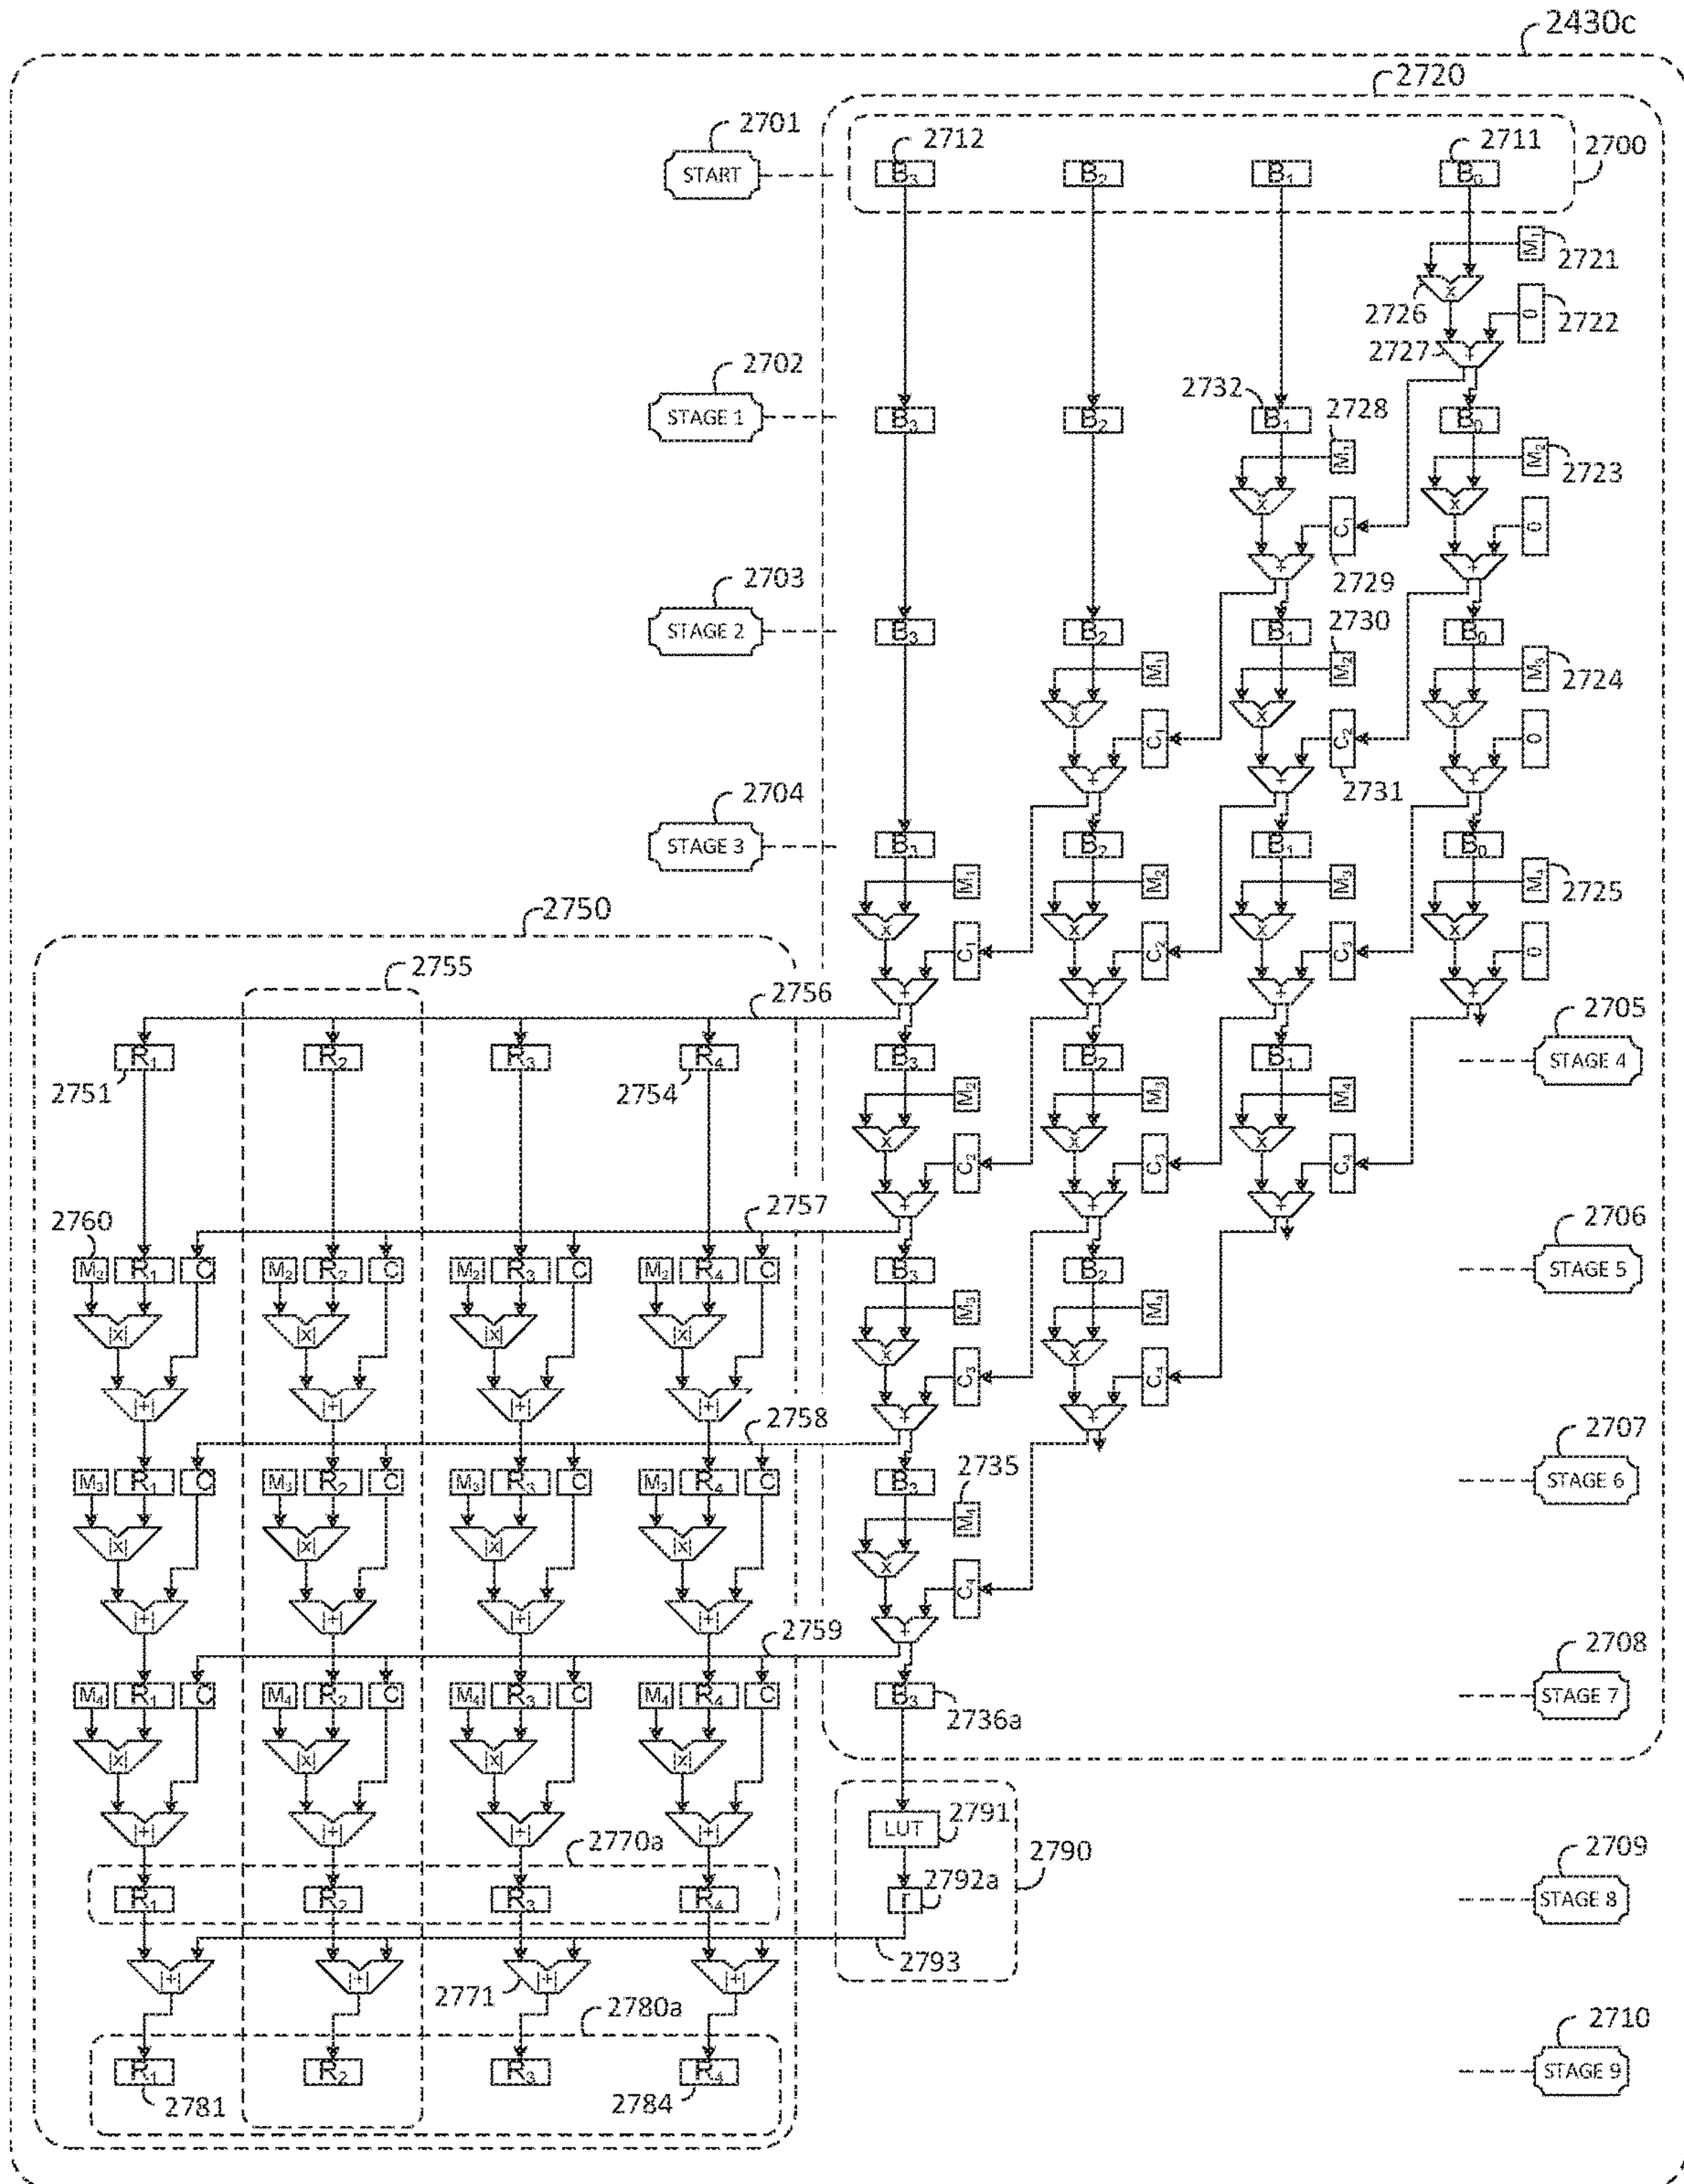 2430c
2720
2701
2712
2711
2700
START
B₃ B₂ B₁ B₀
M₁
2721
2726
0
2722
x
2727
+
2702
2732
2728
STAGE 1
B₃ B₂ B₁ B₀
M₁ M₂
2723
x x
C₁ 0
+ +
2729
2703
2730
STAGE 2
B₃ B₂ B₁ B₀
M₁ M₂ M₃
2724
x x x
C₁ C₂ 0
+ + +
2731
2704
STAGE 3
B₃ B₂ B₁ B₀
M₁ M₂ M₃ M₄
2725
2750
x x x x
C₁ C₂ C₃ 0
2755
+ + + +
2756
2705
R₁ R₂ R₃ R₄ B₃ B₂ B₁ STAGE 4
2751
2754
M₂ M₃ M₄
x x x
C₂ C₃
+ + +
2760
2757
2706
M₂ R₁ C M₂ R₂ C M₂ R₃ C M₂ R₄ C B₃ B₂ STAGE 5
M₃ M₄
|x| |x| |x| |x| x x
C₃ C₄
|+| |+| |+| |+| + +
2758
2707
2735
M₃ R₁ C M₃ R₂ C M₃ R₃ C M₃ R₄ C B₃ STAGE 6
M₄
|x| |x| |x| |x| x
C₄
|+| |+| |+| |+| +
2759
2708
M₄ R₁ C M₄ R₂ C M₄ R₃ C M₄ R₄ C B₃ STAGE 7
2736a
|x| |x| |x| |x|
|+| |+| |+| |+|
LUT
2791
2770a
2790
2709
2792a
R₁ R₂ R₃ R₄ STAGE 8
2793
|+| |+| |+| |+|
2771
2780a
2710
R₁ R₂ R₃ R₄ STAGE 9
2781
2784